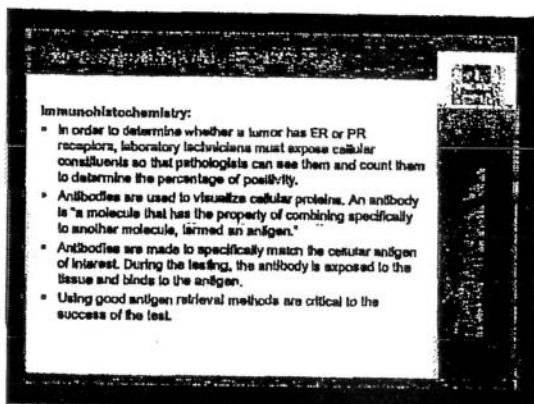 Immunohistochemistry:
- In order to determine whether a tumor has ER or PR
receptors, laboratory technicians must expose cellular
constituents so that pathologists can see them and count them
to determine the percentage of positivity.
- Antibodies are used to visualize cellular proteins. An antibody
is "a molecule that has the property of combining specifically
to another molecule, termed an antigen."
- Antibodies are made to specifically match the cellular antigen
of interest. During the testing, the antibody is exposed to the
tissue and binds to the antigen.
- Using good antigen retrieval methods are critical to the
success of the test.